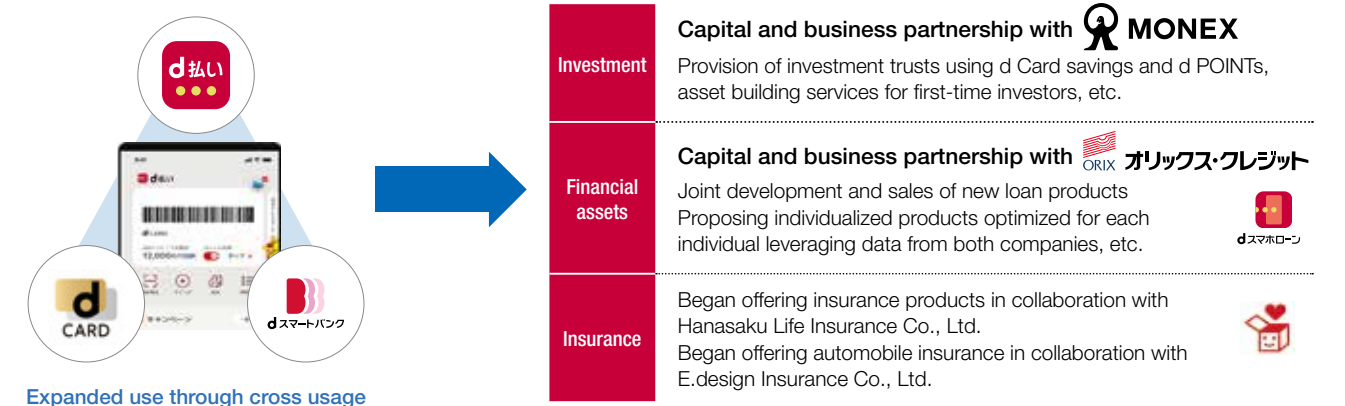 d払い
d払い
12,000
d CARD
dスマートバンク
Expanded use through cross usage
Investment
Capital and business partnership with MONEX
Provision of investment trusts using d Card savings and d POINTs,
asset building services for first-time investors, etc.
Financial
assets
Capital and business partnership with ORIX オリックス・クレジット
Joint development and sales of new loan products
Proposing individualized products optimized for each
individual leveraging data from both companies, etc.
dスマホローン
Insurance
Began offering insurance products in collaboration with
Hanasaku Life Insurance Co., Ltd.
Began offering automobile insurance in collaboration with
E.design Insurance Co., Ltd.